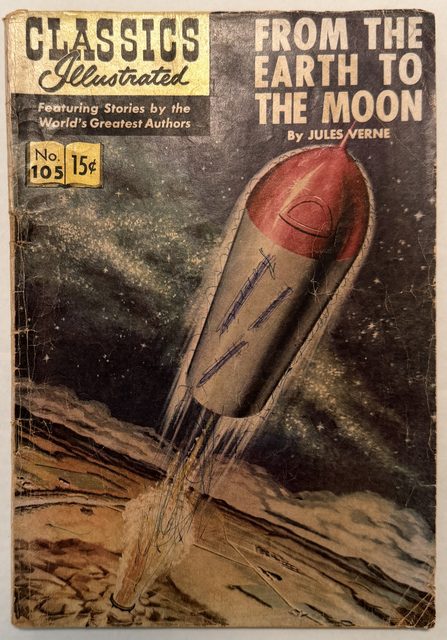 CLASSICS
Illustrated
Featuring Stories by the
World's Greatest Authors
No.
105
15¢
FROM THE
EARTH TO
THE MOON
By JULES VERNE